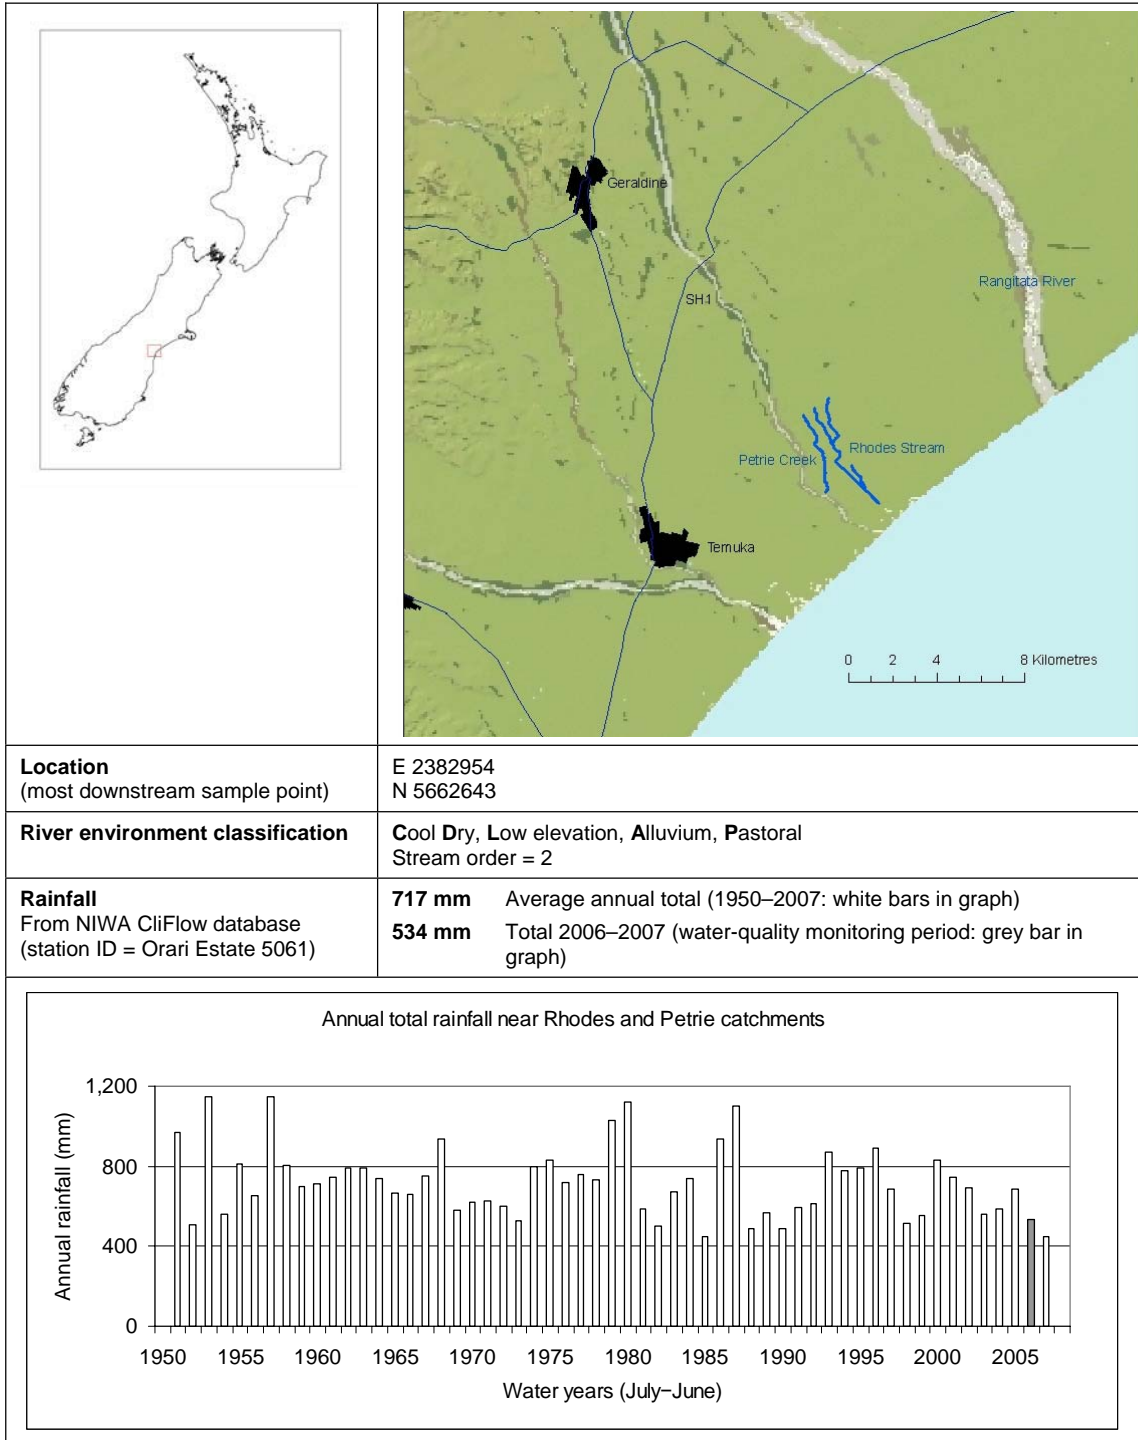 Geraldine
SH1
Rangitata River
Petrie Creek
Rhodes Stream
Temuka
0 2 4 8 Kilometres
Location
(most downstream sample point)
E 2382954
N 5662643
River environment classification
Cool Dry, Low elevation, Alluvium, Pastoral
Stream order = 2
Rainfall
From NIWA CliFlow database
(station ID = Orari Estate 5061)
717 mm Average annual total (1950–2007: white bars in graph)
534 mm Total 2006–2007 (water-quality monitoring period: grey bar in
graph)
Annual total rainfall near Rhodes and Petrie catchments
Annual rainfall (mm)
1,200
800
400
0
1950 1955 1960 1965 1970 1975 1980 1985 1990 1995 2000 2005
Water years (July–June)